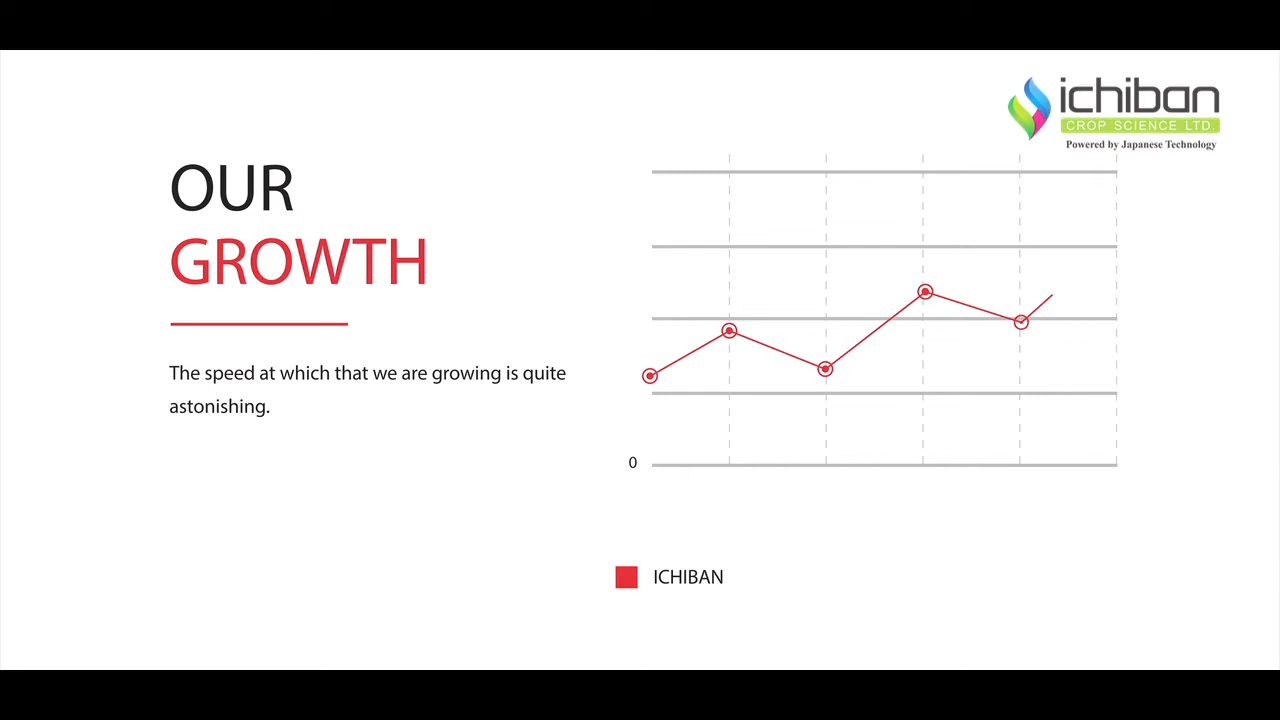 ichiban
CROP SCIENCE LTD.
Powered by Japanese Technology
OUR
GROWTH
The speed at which that we are growing is quite
astonishing.
0
ICHIBAN